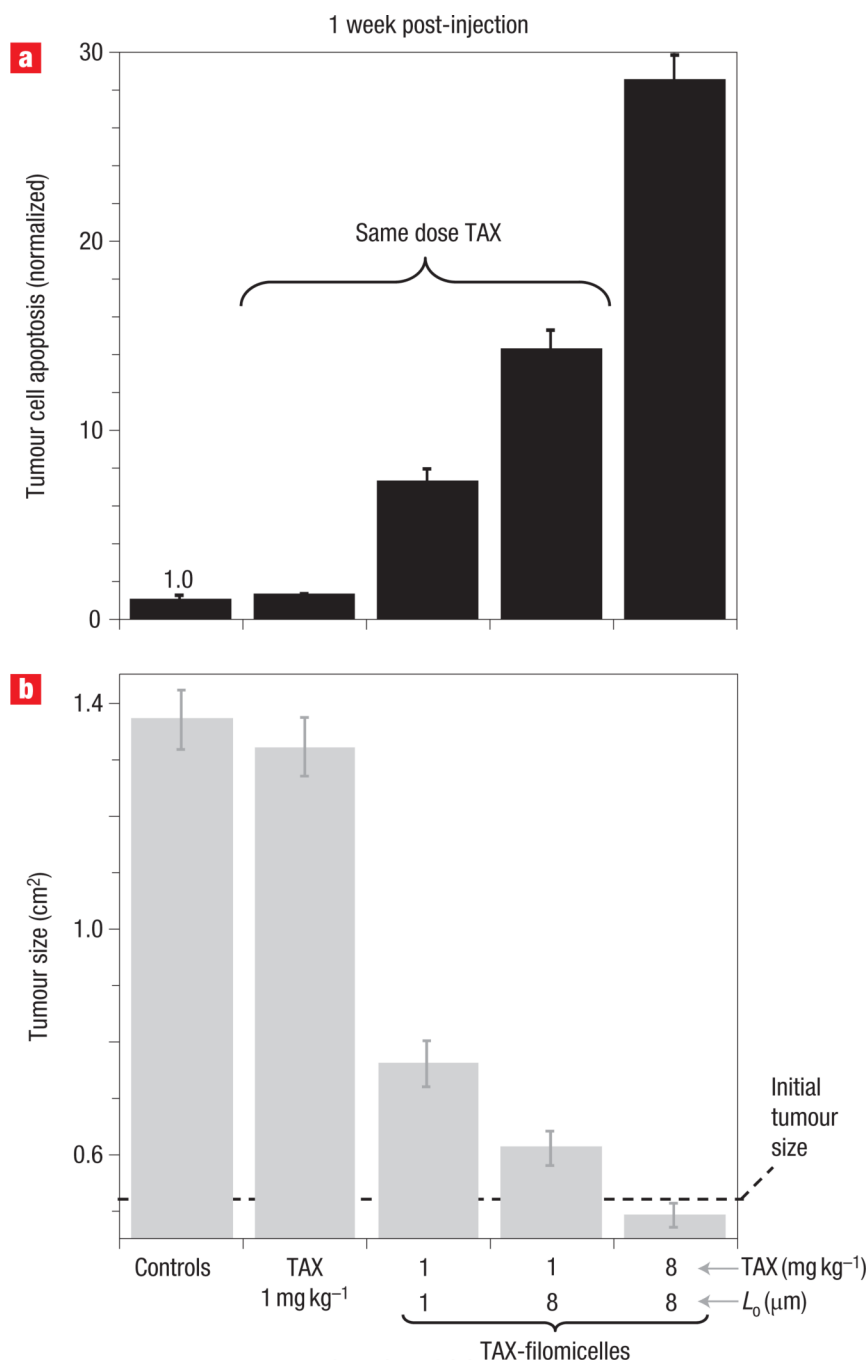 1 week post-injection
a
30
20
10
0
Tumour cell apoptosis (normalized)
Same dose TAX
1.0
b
1.4
1.0
0.6
Tumour size (cm²)
Initial
tumour
size
Controls
TAX
1 mg kg⁻¹
1 1 8 TAX (mg kg⁻¹)
1 8 8 L₀ (μm)
TAX-filomicelles